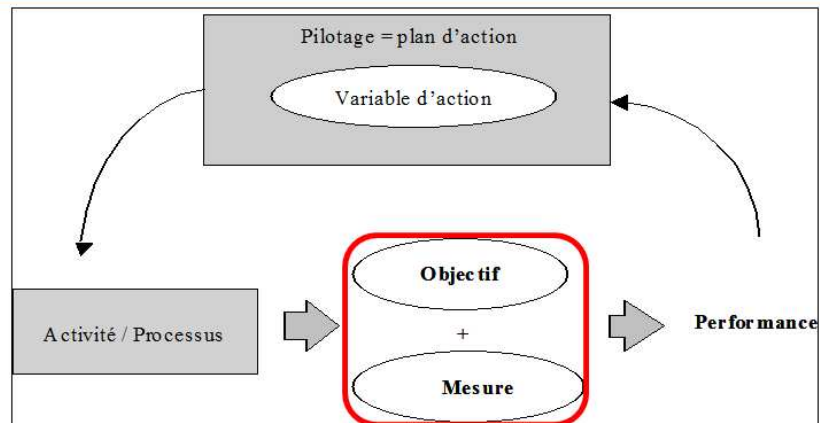 Pilotage = plan d'action
Variable d'action
Objectif
Activité / Processus
+
Performance
Mesure